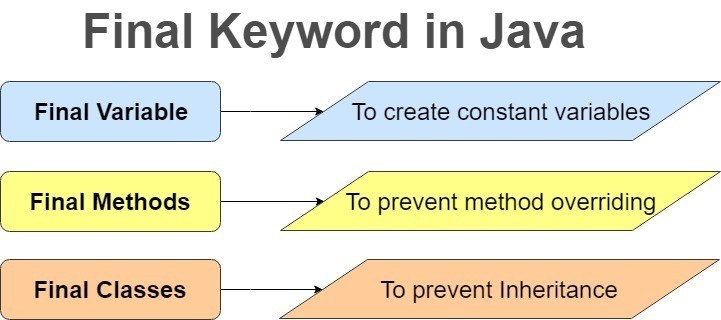 Final Keyword in Java
Final Variable
To create constant variables
Final Methods
To prevent method overriding
Final Classes
To prevent Inheritance